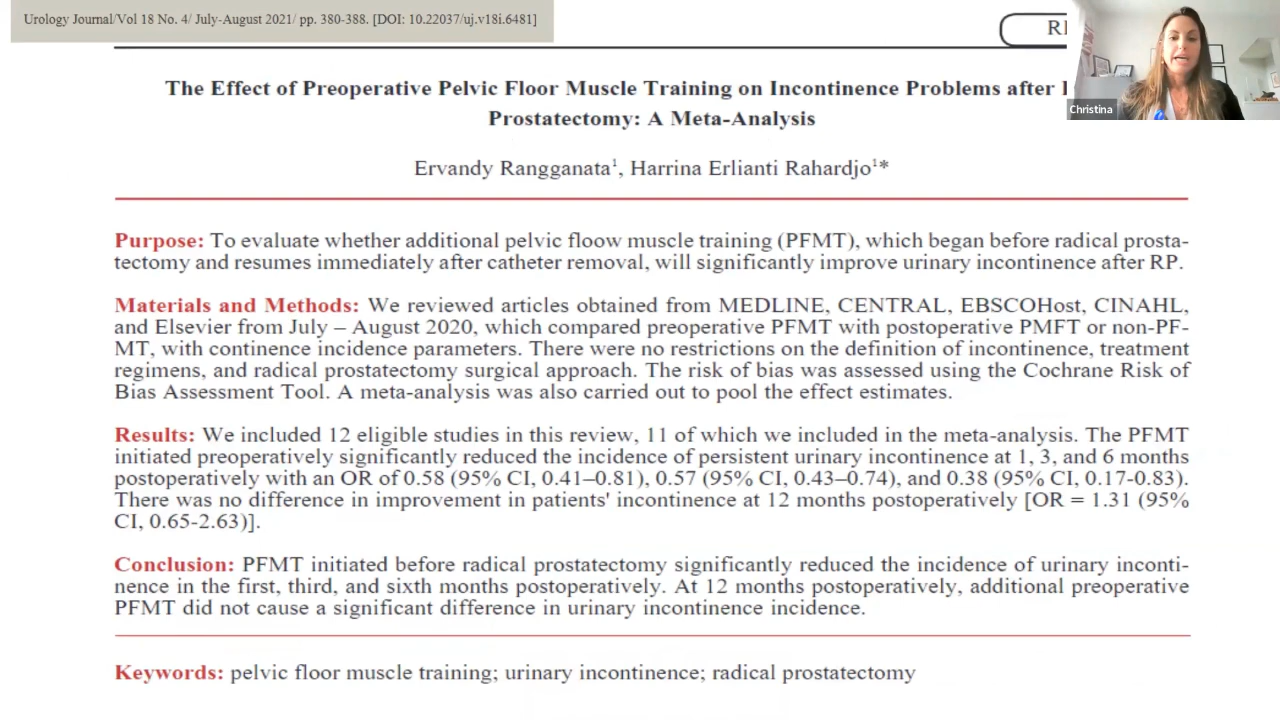 Urology Journal/Vol 18 No. 4/ July-August 2021/ pp. 380-388. [DOI: 10.22037/uj.v18i.6481]
Christina
The Effect of Preoperative Pelvic Floor Muscle Training on Incontinence Problems after
Prostatectomy: A Meta-Analysis
Ervandy Rangganata¹, Harrina Erlianti Rahardjo¹*
Purpose: To evaluate whether additional pelvic floow muscle training (PFMT), which began before radical prosta-
tectomy and resumes immediately after catheter removal, will significantly improve urinary incontinence after RP.
Materials and Methods: We reviewed articles obtained from MEDLINE, CENTRAL, EBSCOHost, CINAHL,
and Elsevier from July – August 2020, which compared preoperative PFMT with postoperative PMFT or non-PF-
MT, with continence incidence parameters. There were no restrictions on the definition of incontinence, treatment
regimens, and radical prostatectomy surgical approach. The risk of bias was assessed using the Cochrane Risk of
Bias Assessment Tool. A meta-analysis was also carried out to pool the effect estimates.
Results: We included 12 eligible studies in this review, 11 of which we included in the meta-analysis. The PFMT
initiated preoperatively significantly reduced the incidence of persistent urinary incontinence at 1, 3, and 6 months
postoperatively with an OR of 0.58 (95% CI, 0.41–0.81), 0.57 (95% CI, 0.43–0.74), and 0.38 (95% CI, 0.17-0.83).
There was no difference in improvement in patients' incontinence at 12 months postoperatively [OR = 1.31 (95%
CI, 0.65-2.63)].
Conclusion: PFMT initiated before radical prostatectomy significantly reduced the incidence of urinary inconti-
nence in the first, third, and sixth months postoperatively. At 12 months postoperatively, additional preoperative
PFMT did not cause a significant difference in urinary incontinence incidence.
Keywords: pelvic floor muscle training; urinary incontinence; radical prostatectomy